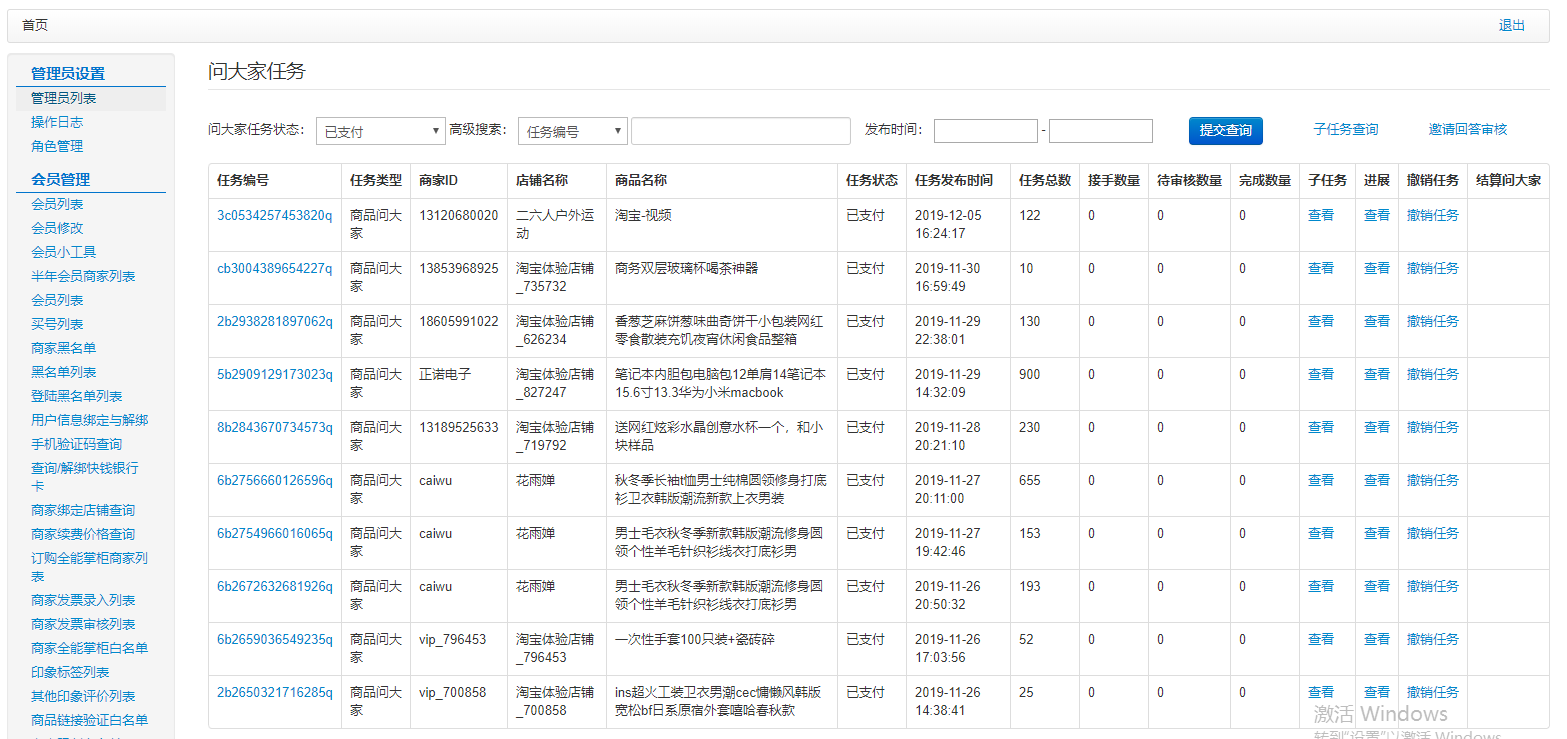 首页
退出
管理员设置
管理员列表
操作日志
角色管理
会员管理
会员列表
会员修改
会员小工具
半年会员商家列表
会员列表
买号列表
商家黑名单
黑名单列表
登陆黑名单列表
用户信息绑定与解绑
手机验证码查询
查询/解绑快钱银行
卡
商家绑定店铺查询
商家续费价格查询
订购全能掌柜商家列
表
商家发票录入列表
商家发票审核列表
商家全能掌柜白名单
印象标签列表
其他印象评价列表
商品链接验证白名单
问大家任务
问大家任务状态： 已支付 高级搜索： 任务编号 发布时间： - 提交查询 子任务查询 邀请回答审核
任务编号 任务类型 商家ID 店铺名称 商品名称 任务状态 任务发布时间 任务总数 接手数量 待审核数量 完成数量 子任务 进展 撤销任务 结算问大家
3c0534257453820q 商品问大 13120680020 二六人户外运 淘宝-视频 已支付 2019-12-05 122 0 0 0 查看 查看 撤销任务
家 动 16:24:17
cb3004389654227q 商品问大 13853968925 淘宝体验店铺 商务双层玻璃杯喝茶神器 已支付 2019-11-30 10 0 0 0 查看 查看 撤销任务
家 _735732 16:59:49
2b2938281897062q 商品问大 18605991022 淘宝体验店铺 香葱芝麻饼葱味曲奇饼干小包装网红 已支付 2019-11-29 130 0 0 0 查看 查看 撤销任务
家 _626234 零食散装充饥夜宵休闲食品整箱 22:38:01
5b2909129173023q 商品问大 正诺电子 淘宝体验店铺 笔记本内胆包电脑包12单肩14笔记本 已支付 2019-11-29 900 0 0 0 查看 查看 撤销任务
家 _827247 15.6寸13.3华为小米macbook 14:32:09
8b2843670734573q 商品问大 13189525633 淘宝体验店铺 送网红炫彩水晶创意水杯一个，和小 已支付 2019-11-28 230 0 0 0 查看 查看 撤销任务
家 _719792 块样品 20:21:10
6b2756660126596q 商品问大 caiwu 花雨婵 秋冬季长袖t恤男士纯棉圆领修身打底 已支付 2019-11-27 655 0 0 0 查看 查看 撤销任务
家 衫卫衣韩版潮流新款上衣男装 20:11:00
6b2754966016065q 商品问大 caiwu 花雨婵 男士毛衣秋冬季新款韩版潮流修身圆 已支付 2019-11-27 153 0 0 0 查看 查看 撤销任务
家 领个性羊毛针织衫线衣打底衫男 19:42:46
6b2672632681926q 商品问大 caiwu 花雨婵 男士毛衣秋冬季新款韩版潮流修身圆 已支付 2019-11-26 193 0 0 0 查看 查看 撤销任务
家 领个性羊毛针织衫线衣打底衫男 20:50:32
6b2659036549235q 商品问大 vip_796453 淘宝体验店铺 一次性手套100只装+瓷砖碎 已支付 2019-11-26 52 0 0 0 查看 查看 撤销任务
家 _796453 17:03:56
2b2650321716285q 商品问大 vip_700858 淘宝体验店铺 ins超火工装卫衣男潮cec慵懒风韩版 已支付 2019-11-26 25 0 0 0 查看 查看 撤销任务
家 _700858 宽松bf日系原宿外套嘻哈春秋款 14:38:41
激活 Windows
转到"设置"以激活 Windows